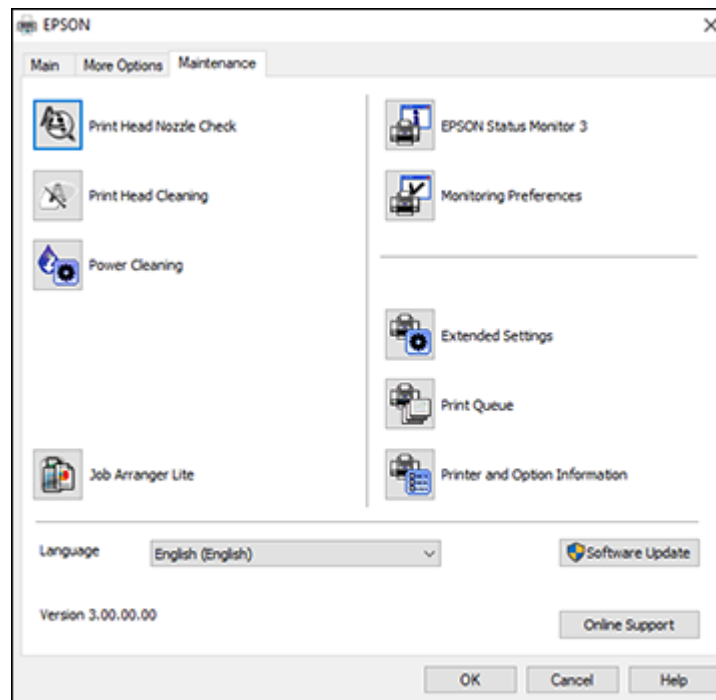 EPSON
Main More Options Maintenance
Print Head Nozzle Check
EPSON Status Monitor 3
Print Head Cleaning
Monitoring Preferences
Power Cleaning
Extended Settings
Print Queue
Job Arranger Lite
Printer and Option Information
Language English (English) Software Update
Version 3.00.00.00
Online Support
OK Cancel Help